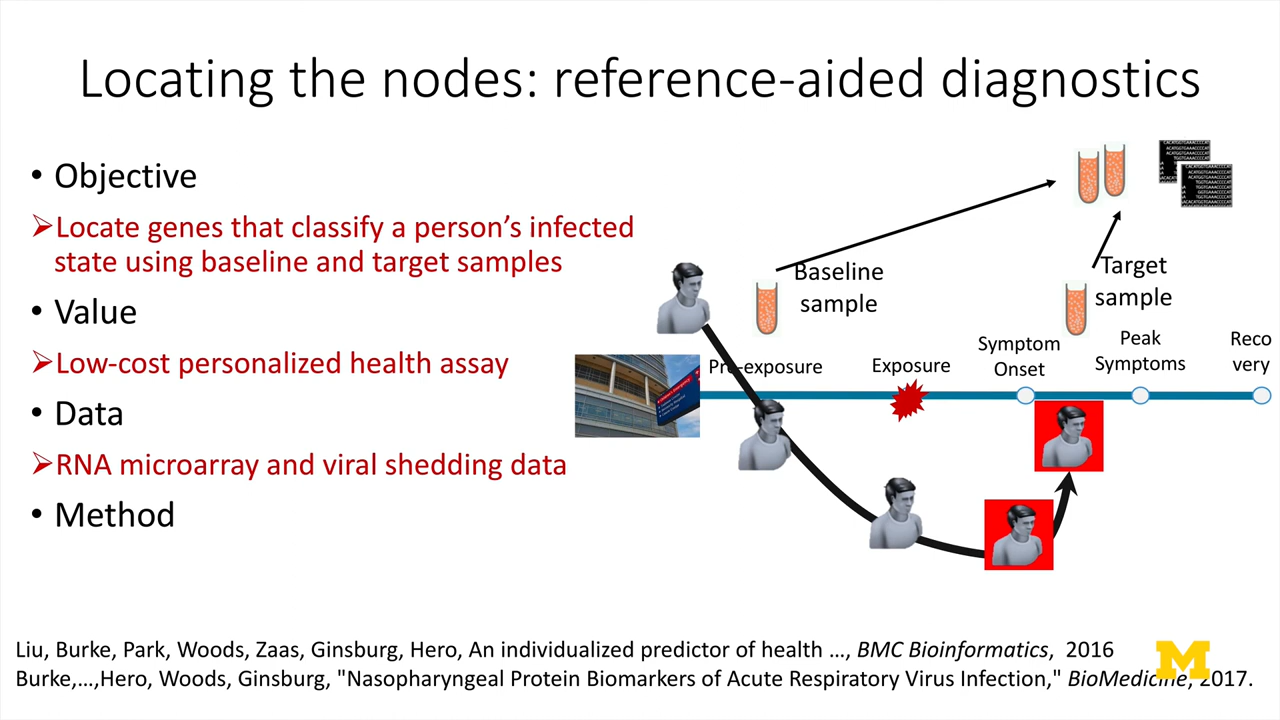 Locating the nodes: reference-aided diagnostics
• Objective
➢Locate genes that classify a person's infected
state using baseline and target samples
• Value
➢Low-cost personalized health assay
• Data
➢RNA microarray and viral shedding data
• Method
Baseline
sample
Target
sample
Pre-exposure
Exposure
Symptom
Onset
Peak
Symptoms
Reco
very
Liu, Burke, Park, Woods, Zaas, Ginsburg, Hero, An individualized predictor of health …, BMC Bioinformatics, 2016
Burke,…,Hero, Woods, Ginsburg, "Nasopharyngeal Protein Biomarkers of Acute Respiratory Virus Infection," BioMedicine, 2017.
M